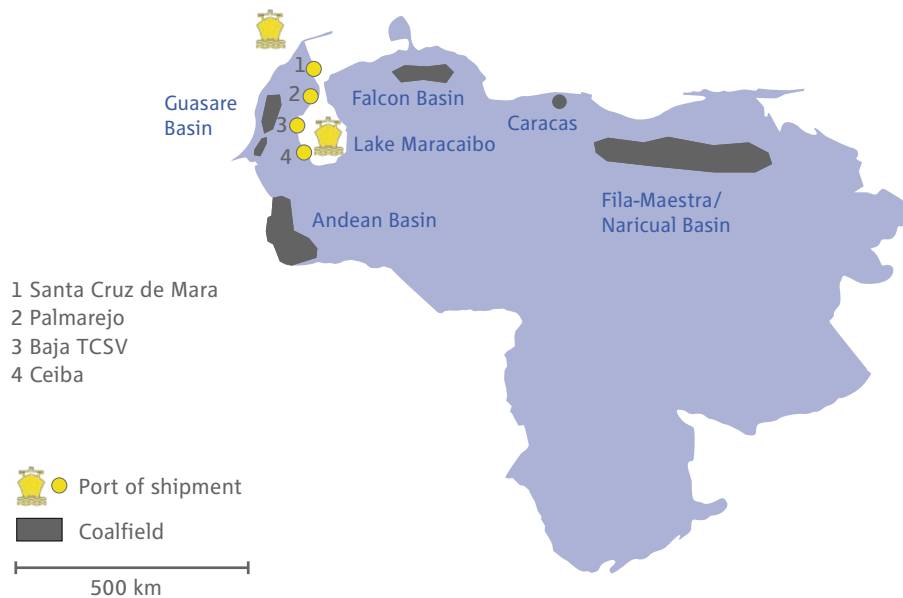 1
2
3
4
Guasare
Basin
Falcon Basin
Caracas
Lake Maracaibo
Fila-Maestra/
Naricual Basin
Andean Basin
1 Santa Cruz de Mara
2 Palmarejo
3 Baja TCSV
4 Ceiba
Port of shipment
Coalfield
500 km